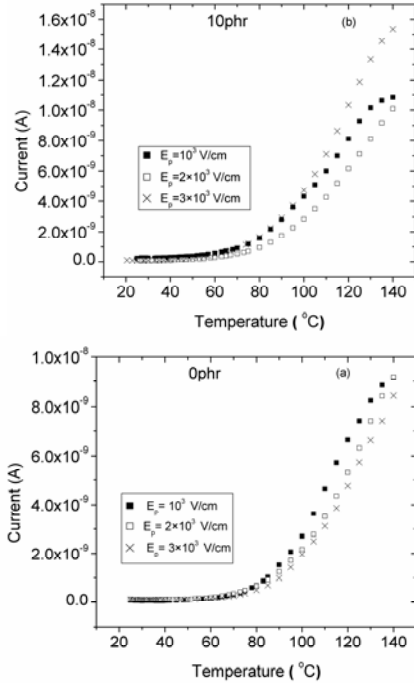 10phr
(b)
1.6x10⁻⁸
1.4x10⁻⁸
1.2x10⁻⁸
1.0x10⁻⁸
8.0x10⁻⁹
6.0x10⁻⁹
4.0x10⁻⁹
2.0x10⁻⁹
0.0
Current (A)
Eₚ=10³ V/cm
Eₚ=2×10³ V/cm
Eₚ=3×10³ V/cm
20 40 60 80 100 120 140
Temperature ( °C)
0phr
(a)
1.0x10⁻⁸
8.0x10⁻⁹
6.0x10⁻⁹
4.0x10⁻⁹
2.0x10⁻⁹
0.0
Current (A)
Eₚ= 10³ V/cm
Eₚ= 2×10³ V/cm
Eₚ= 3×10³ V/cm
20 40 60 80 100 120 140
Temperature ( °C)